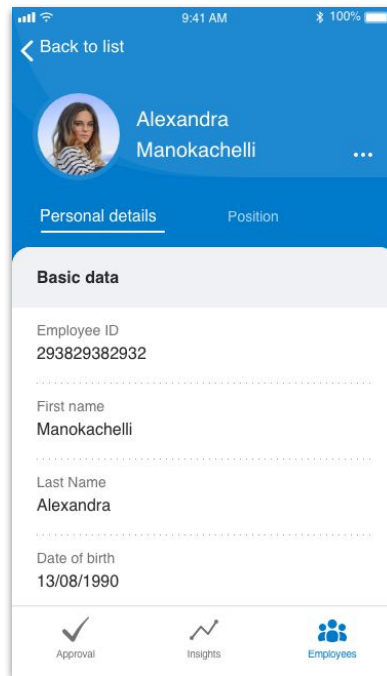 9:41 AM
100%
Back to list
Alexandra
Manokachelli
...
Personal details
Position
Basic data
Employee ID
293829382932
First name
Manokachelli
Last Name
Alexandra
Date of birth
13/08/1990
Approval
Insights
Employees